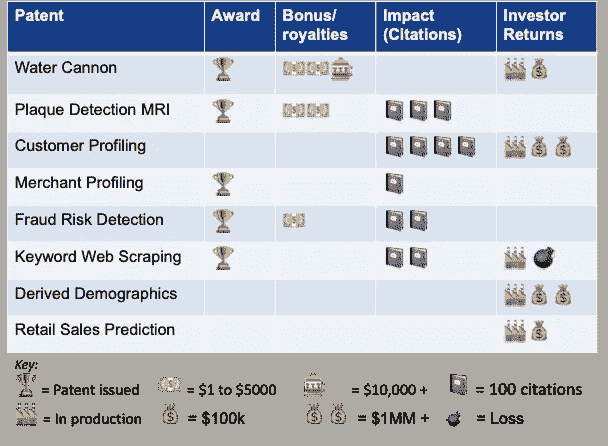 Patent Award Bonus/ Impact Investor
royalties (Citations) Returns
Water Cannon
Plaque Detection MRI
Customer Profiling
Merchant Profiling
Fraud Risk Detection
Keyword Web Scraping
Derived Demographics
Retail Sales Prediction
Key:
= Patent issued = $1 to $5000 = $10,000 + = 100 citations
= In production = $100k = $1MM + = Loss